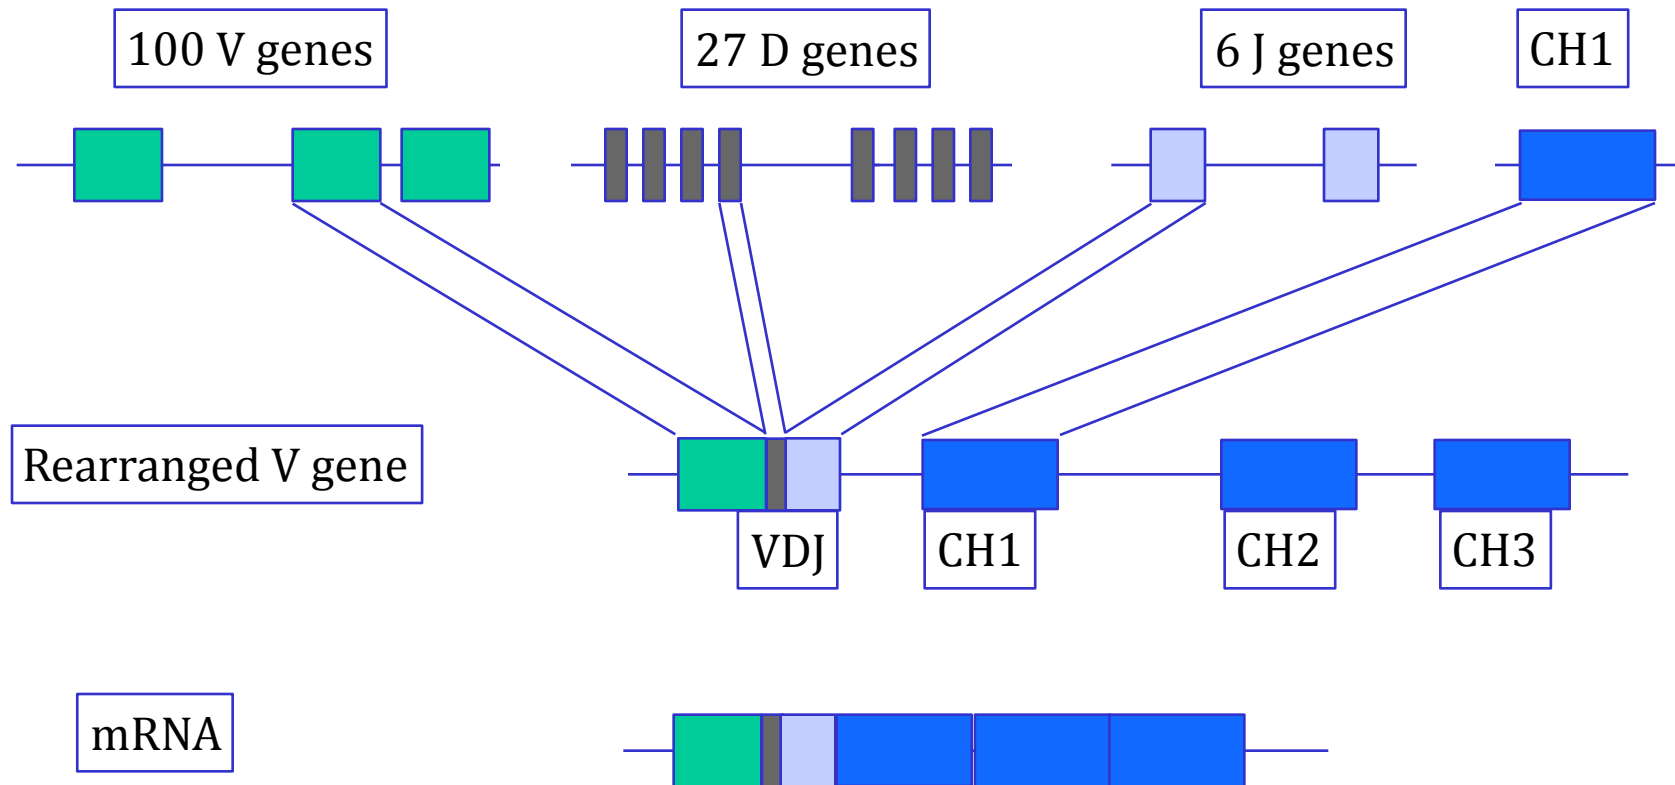 100 V genes
27 D genes
6 J genes
CH1
Rearranged V gene
VDJ
CH1
CH2
CH3
mRNA